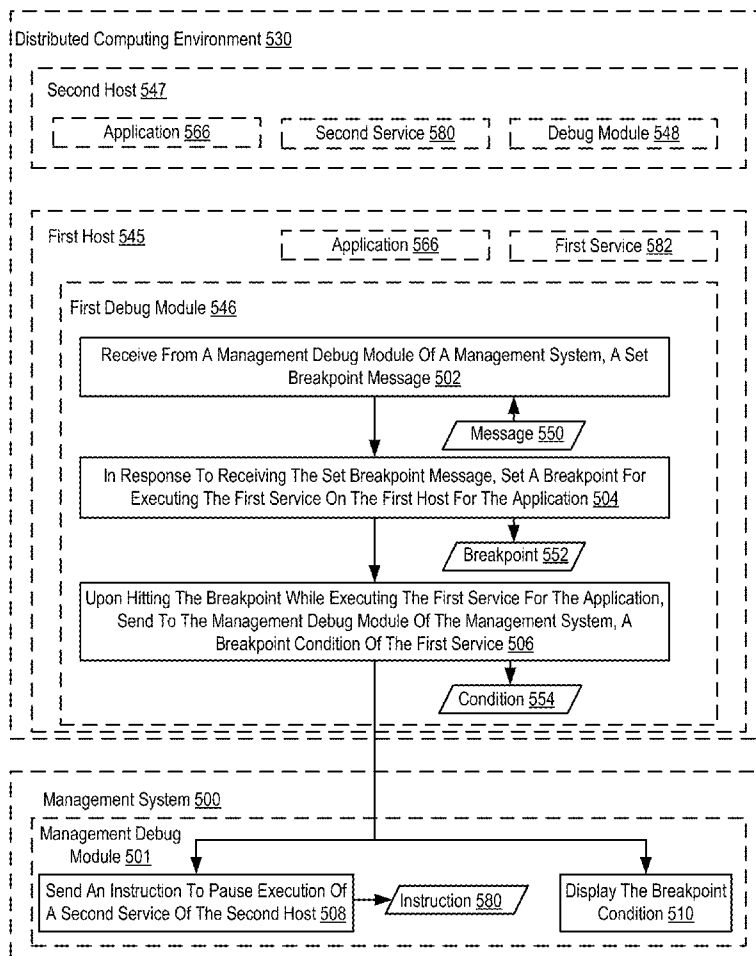 Distributed Computing Environment 530
Second Host 547
Application 566
Second Service 580
Debug Module 548
First Host 545
Application 566
First Service 582
First Debug Module 546
Receive From A Management Debug Module Of A Management System, A Set
Breakpoint Message 502
Message 550
In Response To Receiving The Set Breakpoint Message, Set A Breakpoint For
Executing The First Service On The First Host For The Application 504
Breakpoint 552
Upon Hitting The Breakpoint While Executing The First Service For The Application,
Send To The Management Debug Module Of The Management System, A
Breakpoint Condition Of The First Service 506
Condition 554
Management System 500
Management Debug
Module 501
Send An Instruction To Pause Execution Of
A Second Service Of The Second Host 508
Instruction 580
Display The Breakpoint
Condition 510